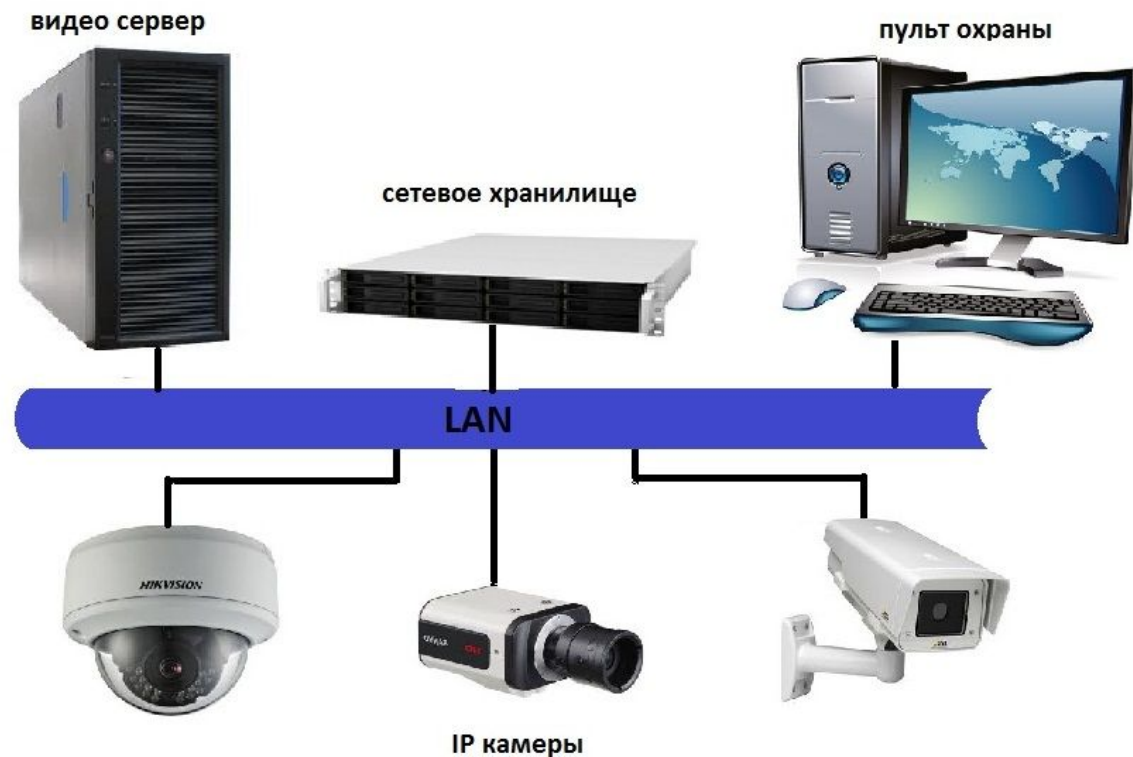 видео сервер
пульт охраны
сетевое хранилище
LAN
HIKVISION
IP камеры